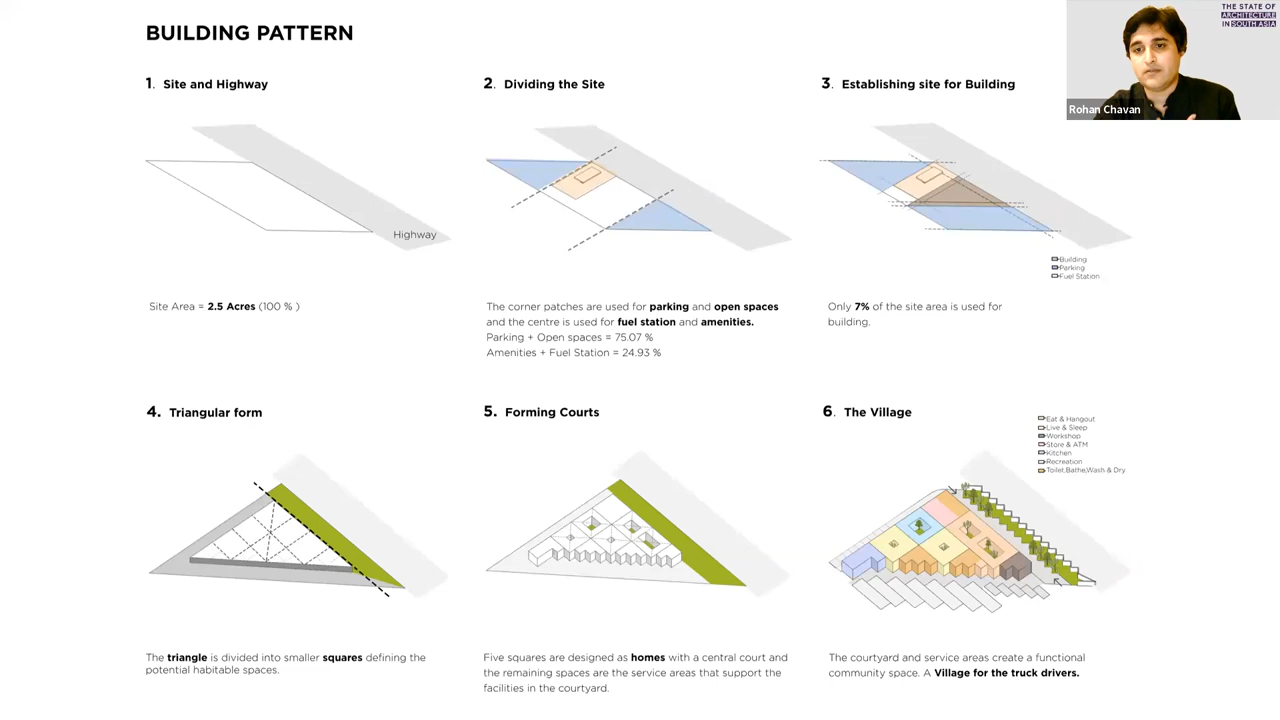 BUILDING PATTERN
THE STATE OF
ARCHITECTURE
IN SOUTH ASIA
Rohan Chavan
1. Site and Highway
Highway
Site Area = 2.5 Acres (100 % )
2. Dividing the Site
The corner patches are used for parking and open spaces
and the centre is used for fuel station and amenities.
Parking + Open spaces = 75.07 %
Amenities + Fuel Station = 24.93 %
3. Establishing site for Building
Building
Parking
Fuel Station
Only 7% of the site area is used for
building.
4. Triangular form
The triangle is divided into smaller squares defining the
potential habitable spaces.
5. Forming Courts
Five squares are designed as homes with a central court and
the remaining spaces are the service areas that support the
facilities in the courtyard.
6. The Village
Eat & Hangout
Live & Sleep
Workshop
Store & ATM
Kitchen
Recreation
Toilet,Bathe,Wash & Dry
The courtyard and service areas create a functional
community space. A Village for the truck drivers.